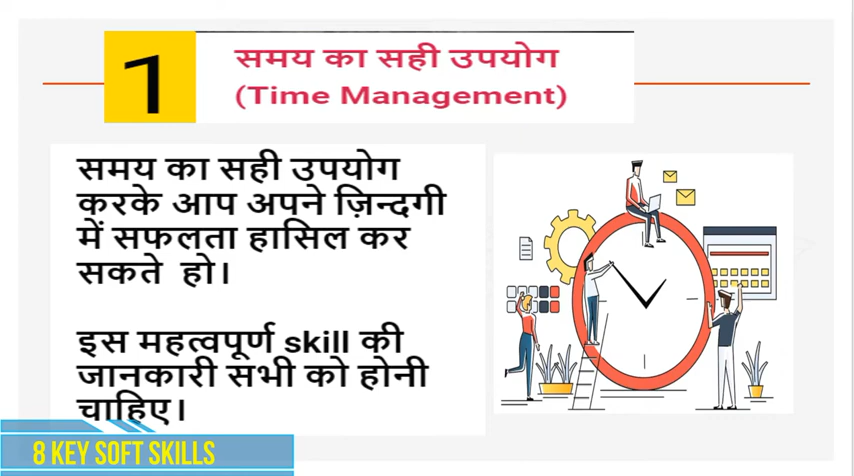 1
समय का सही उपयोग
(Time Management)
समय का सही उपयोग
करके आप अपने ज़िन्दगी
में सफलता हासिल कर
सकते हो।
इस महत्वपूर्ण skill की
जानकारी सभी को होनी
चाहिए।
8 KEY SOFT SKILLS